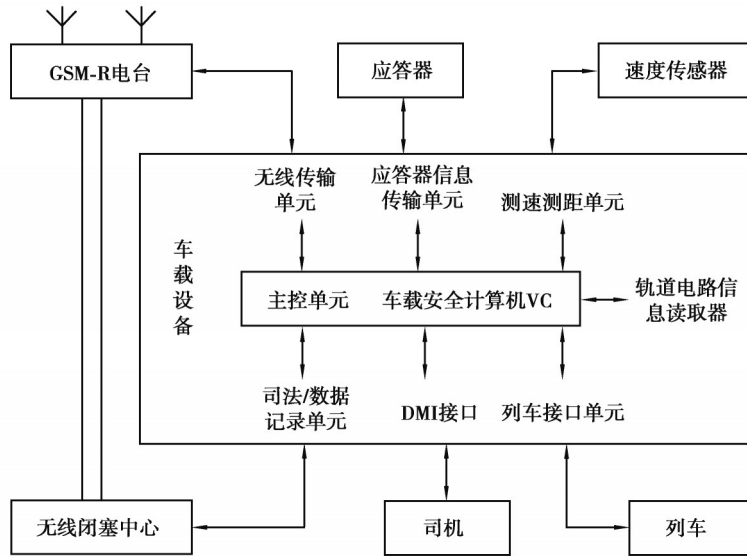 GSM-R电台
应答器
速度传感器
无线传输
单元
应答器信息
传输单元
测速测距单元
车载设备
主控单元 车载安全计算机VC
轨道电路信
息读取器
司法/数据
记录单元
DMI接口
列车接口单元
无线闭塞中心
司机
列车